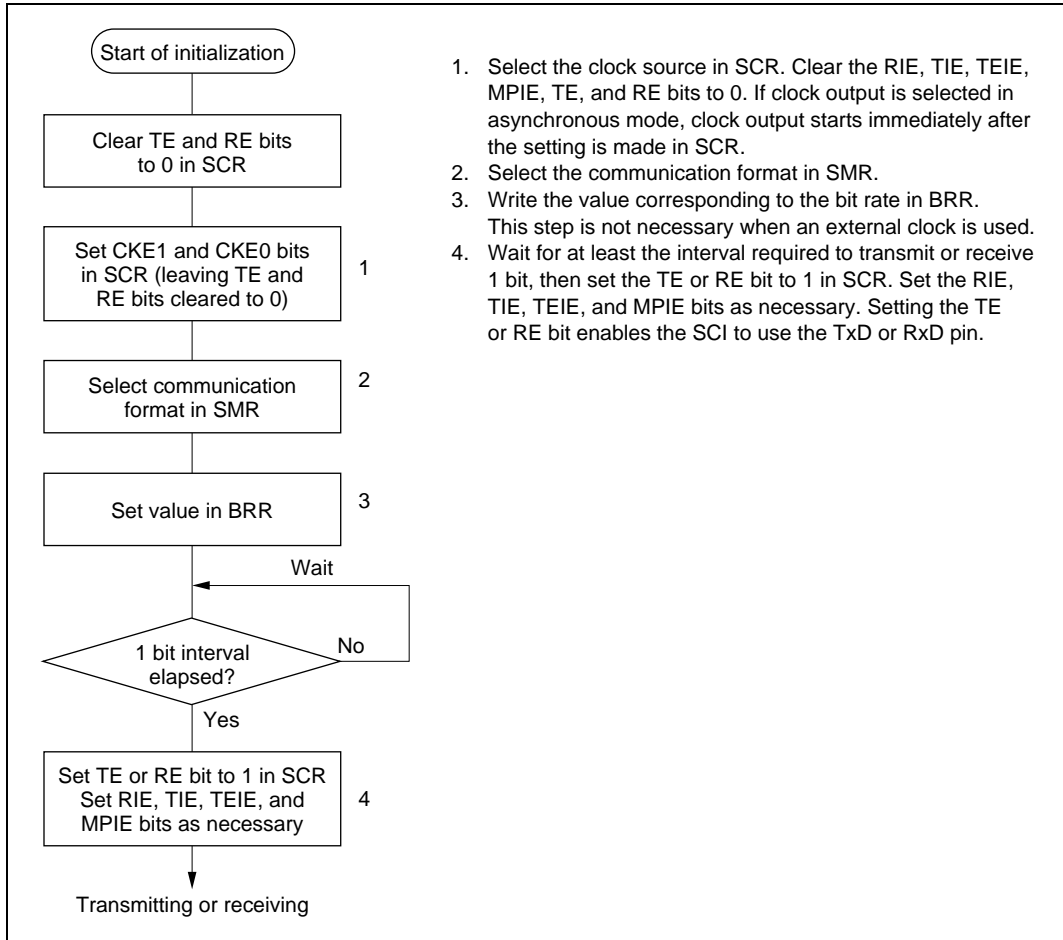 Start of initialization
Clear TE and RE bits
to 0 in SCR
Set CKE1 and CKE0 bits
in SCR (leaving TE and
RE bits cleared to 0)
1
Select communication
format in SMR
2
Set value in BRR
3
Wait
1 bit interval
elapsed?
No
Yes
Set TE or RE bit to 1 in SCR
Set RIE, TIE, TEIE, and
MPIE bits as necessary
4
Transmitting or receiving
1. Select the clock source in SCR. Clear the RIE, TIE, TEIE,
MPIE, TE, and RE bits to 0. If clock output is selected in
asynchronous mode, clock output starts immediately after
the setting is made in SCR.
2. Select the communication format in SMR.
3. Write the value corresponding to the bit rate in BRR.
This step is not necessary when an external clock is used.
4. Wait for at least the interval required to transmit or receive
1 bit, then set the TE or RE bit to 1 in SCR. Set the RIE,
TIE, TEIE, and MPIE bits as necessary. Setting the TE
or RE bit enables the SCI to use the TxD or RxD pin.